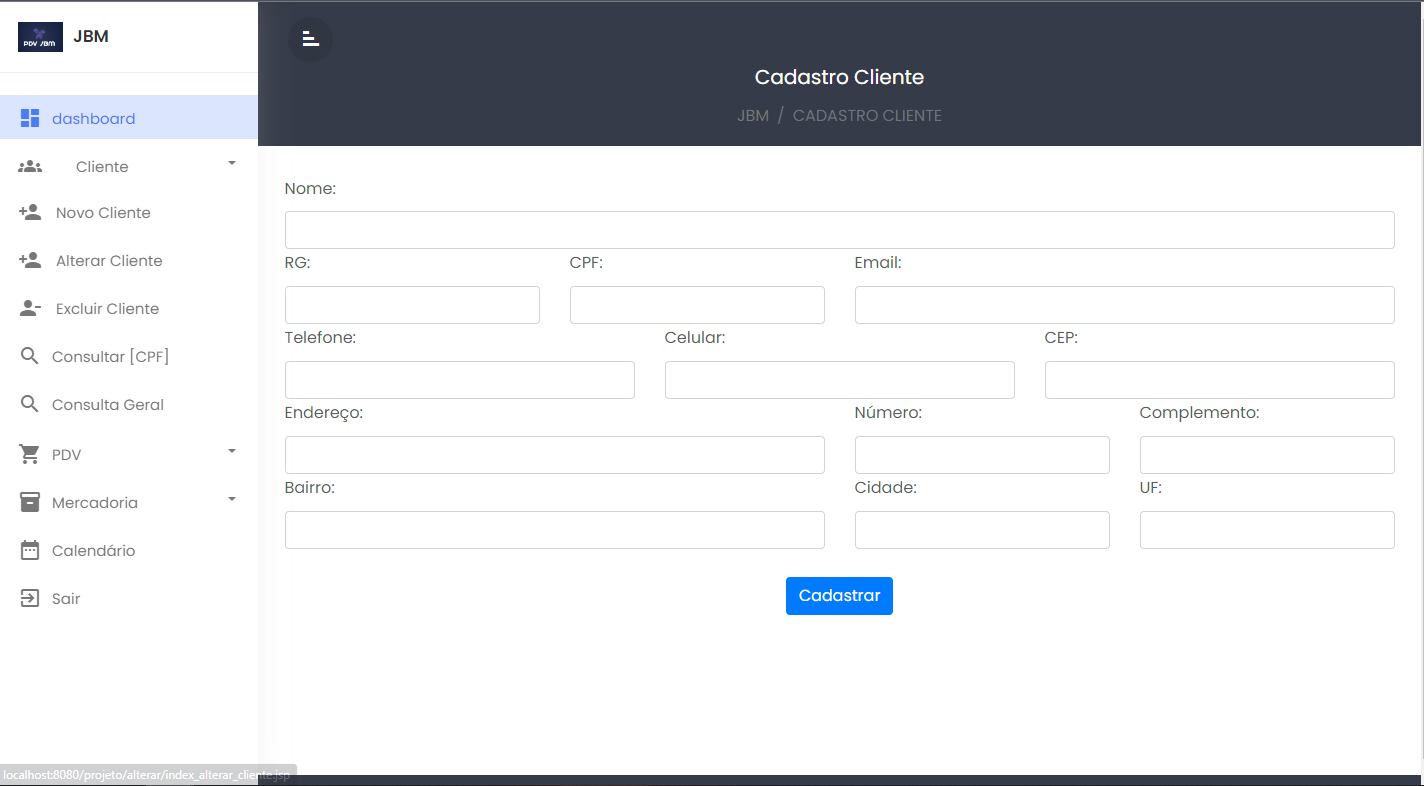 PDV JBM
JBM
dashboard
Cliente
Novo Cliente
Alterar Cliente
Excluir Cliente
Consultar [CPF]
Consulta Geral
PDV
Mercadoria
Calendário
Sair
Cadastro Cliente
JBM / CADASTRO CLIENTE
Nome:
RG: CPF: Email:
Telefone: Celular: CEP:
Endereço: Número: Complemento:
Bairro: Cidade: UF:
Cadastrar
localhost:8080/projeto/alterar/index_alterar_cliente.jsp